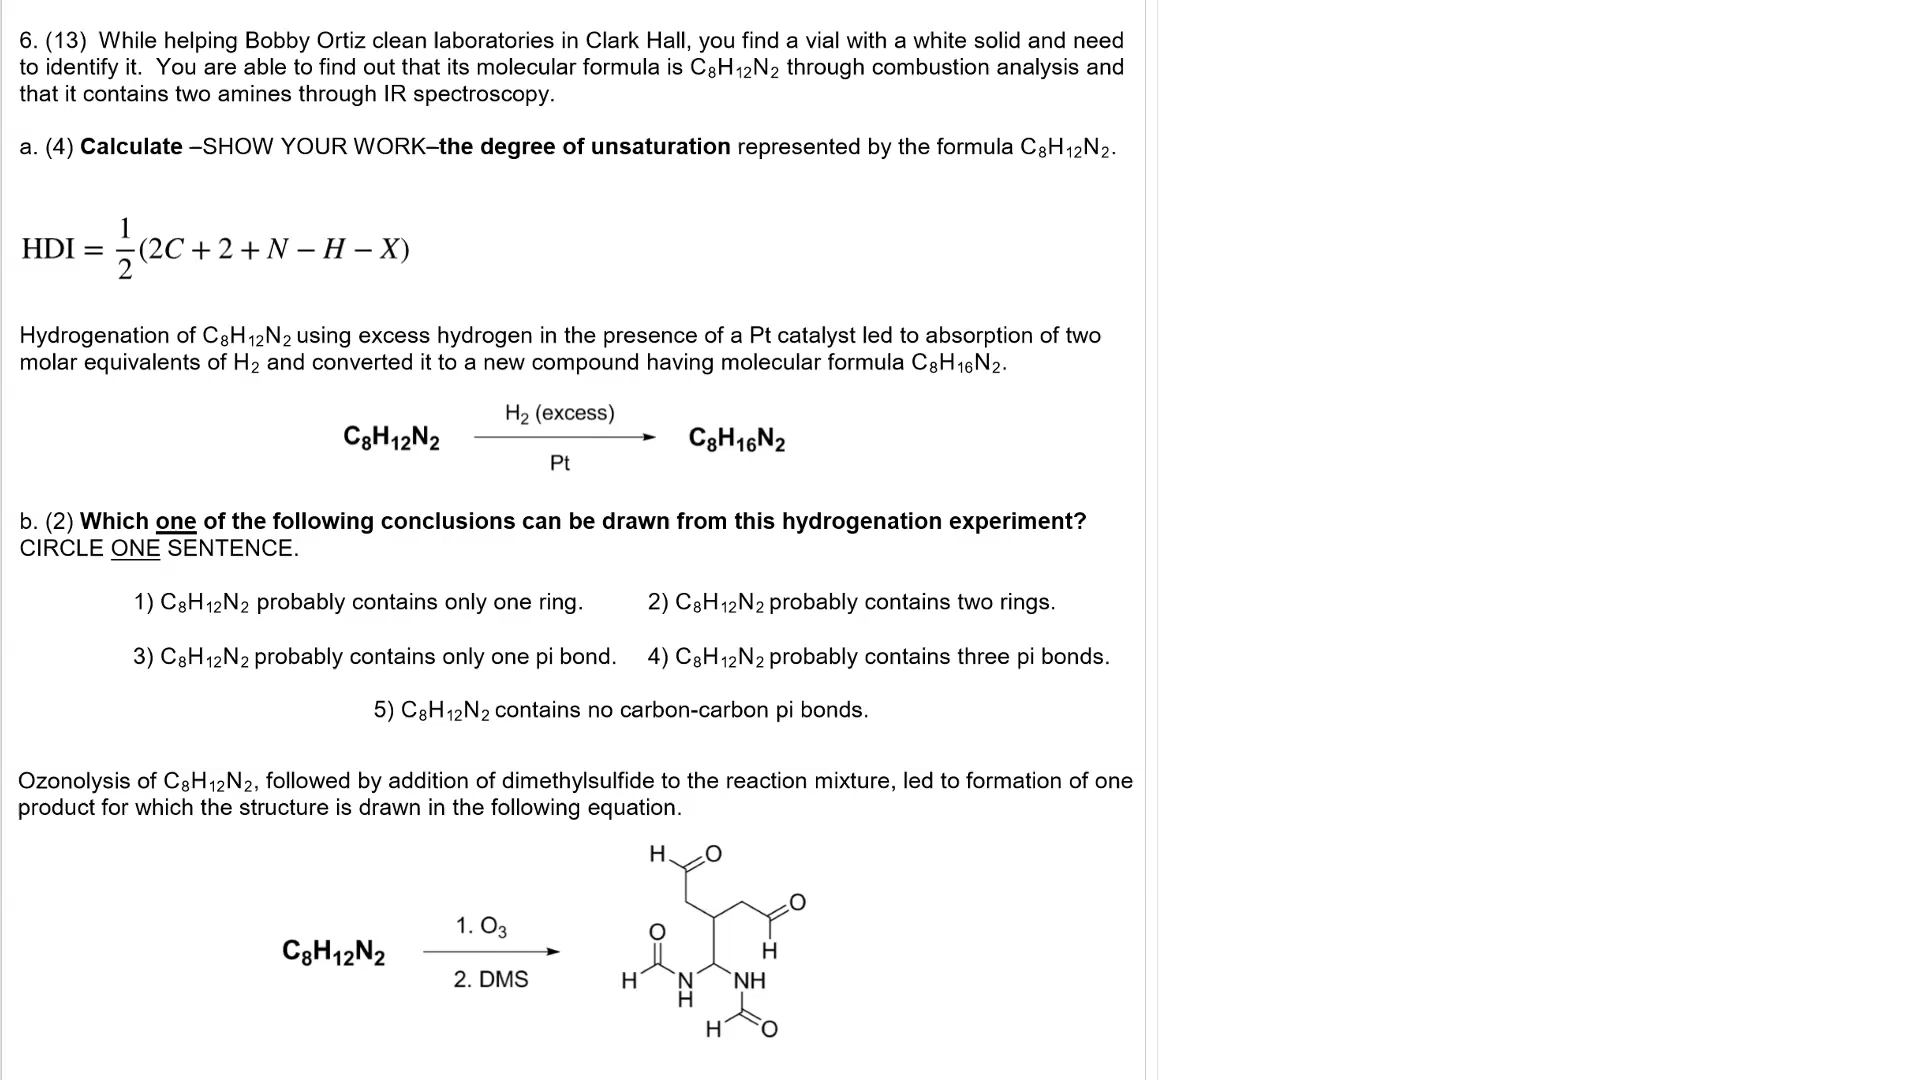 6. (13) While helping Bobby Ortiz clean laboratories in Clark Hall, you find a vial with a white solid and need
to identify it. You are able to find out that its molecular formula is C₈H₁₂N₂ through combustion analysis and
that it contains two amines through IR spectroscopy.
a. (4) Calculate –SHOW YOUR WORK–the degree of unsaturation represented by the formula C₈H₁₂N₂.
HDI = 1/2 (2C + 2 + N – H – X)
Hydrogenation of C₈H₁₂N₂ using excess hydrogen in the presence of a Pt catalyst led to absorption of two
molar equivalents of H₂ and converted it to a new compound having molecular formula C₈H₁₆N₂.
H₂ (excess)
C₈H₁₂N₂ C₈H₁₆N₂
Pt
b. (2) Which one of the following conclusions can be drawn from this hydrogenation experiment?
CIRCLE ONE SENTENCE.
1) C₈H₁₂N₂ probably contains only one ring. 2) C₈H₁₂N₂ probably contains two rings.
3) C₈H₁₂N₂ probably contains only one pi bond. 4) C₈H₁₂N₂ probably contains three pi bonds.
5) C₈H₁₂N₂ contains no carbon-carbon pi bonds.
Ozonolysis of C₈H₁₂N₂, followed by addition of dimethylsulfide to the reaction mixture, led to formation of one
product for which the structure is drawn in the following equation.
H O
O
1. O₃ O
C₈H₁₂N₂ H
2. DMS H N NH
H
H O